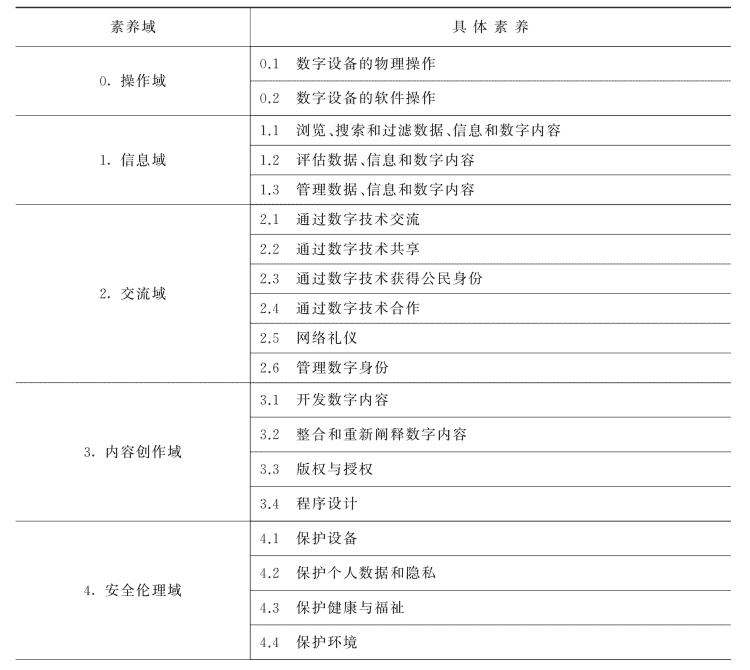 素养域 具体素养
0. 操作域
0.1 数字设备的物理操作
0.2 数字设备的软件操作
1. 信息域
1.1 浏览、搜索和过滤数据、信息和数字内容
1.2 评估数据、信息和数字内容
1.3 管理数据、信息和数字内容
2. 交流域
2.1 通过数字技术交流
2.2 通过数字技术共享
2.3 通过数字技术获得公民身份
2.4 通过数字技术合作
2.5 网络礼仪
2.6 管理数字身份
3. 内容创作域
3.1 开发数字内容
3.2 整合和重新阐释数字内容
3.3 版权与授权
3.4 程序设计
4. 安全伦理域
4.1 保护设备
4.2 保护个人数据和隐私
4.3 保护健康与福祉
4.4 保护环境